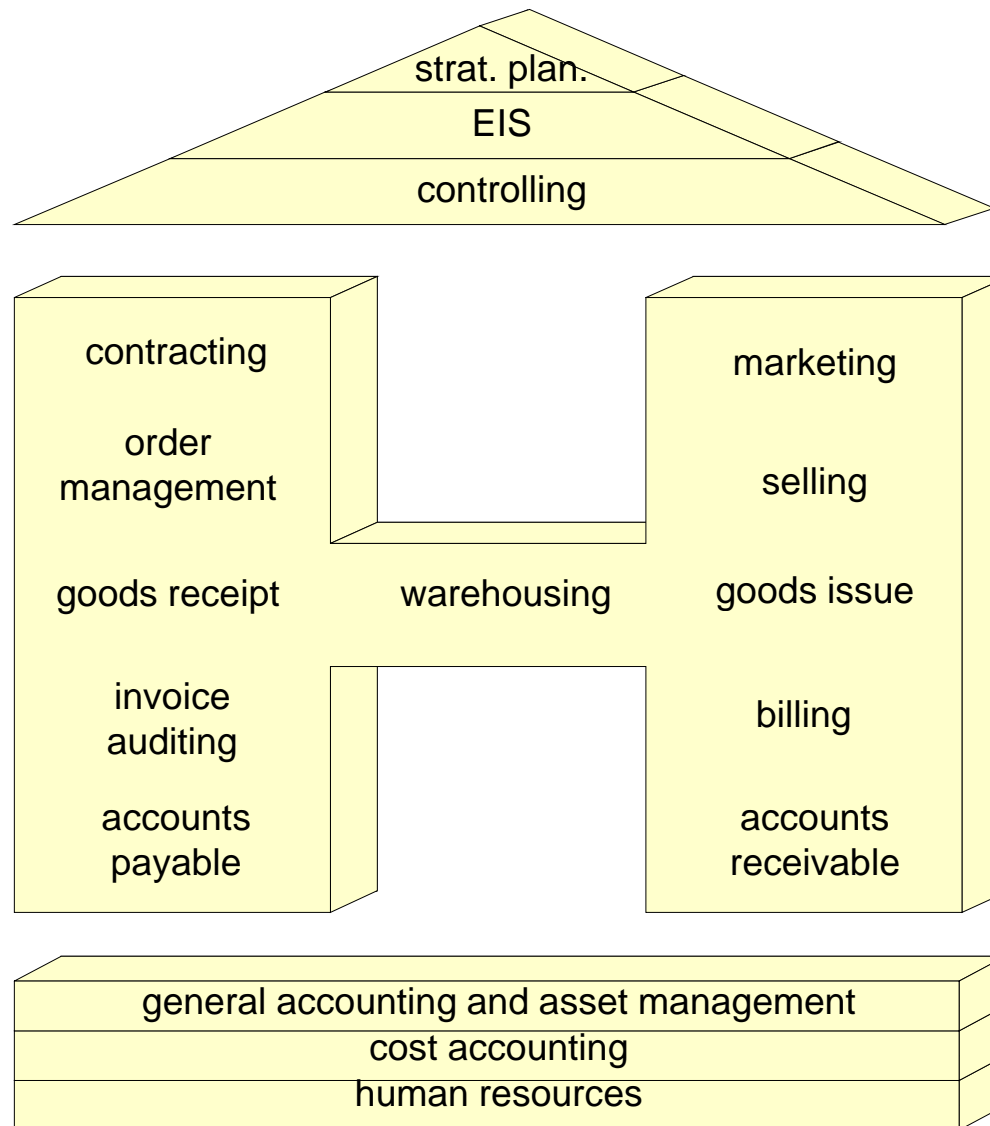 strat. plan.
EIS
controlling
contracting
order
management
goods receipt
invoice
auditing
accounts
payable
warehousing
marketing
selling
goods issue
billing
accounts
receivable
general accounting and asset management
cost accounting
human resources